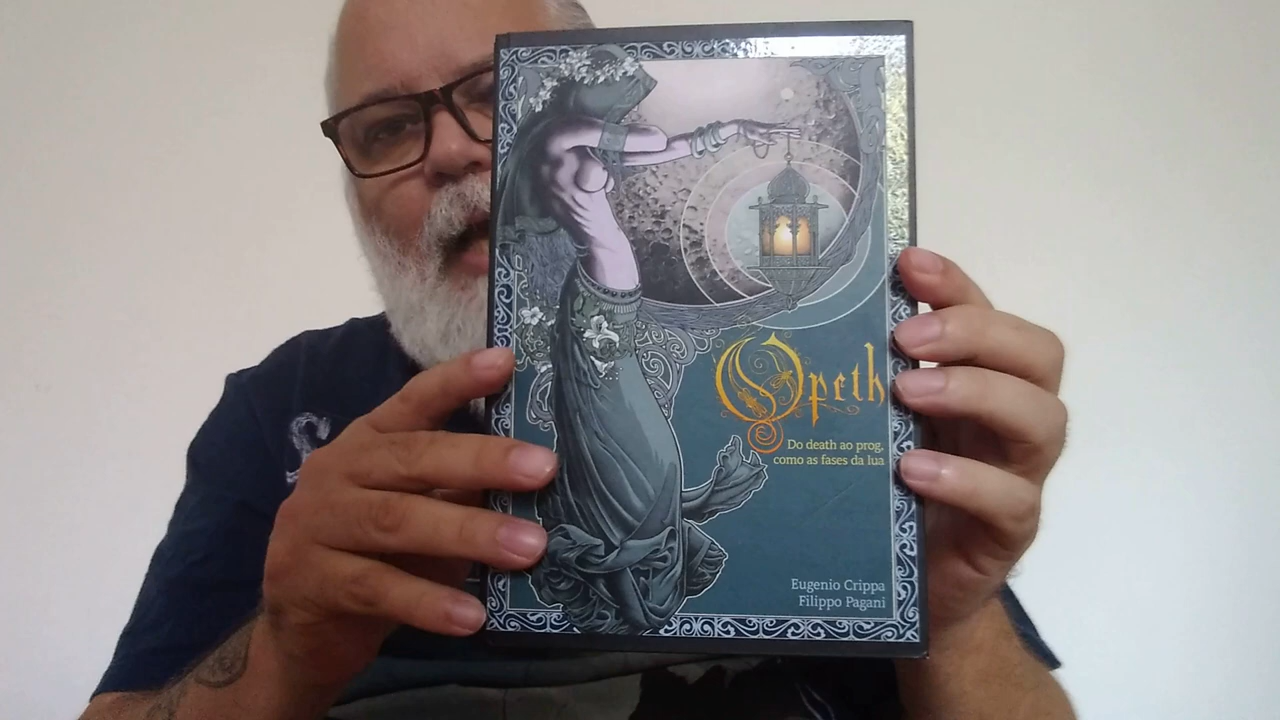 Opeth
Do death ao prog,
como as fases da lua
Eugenio Crippa
Filippo Pagani